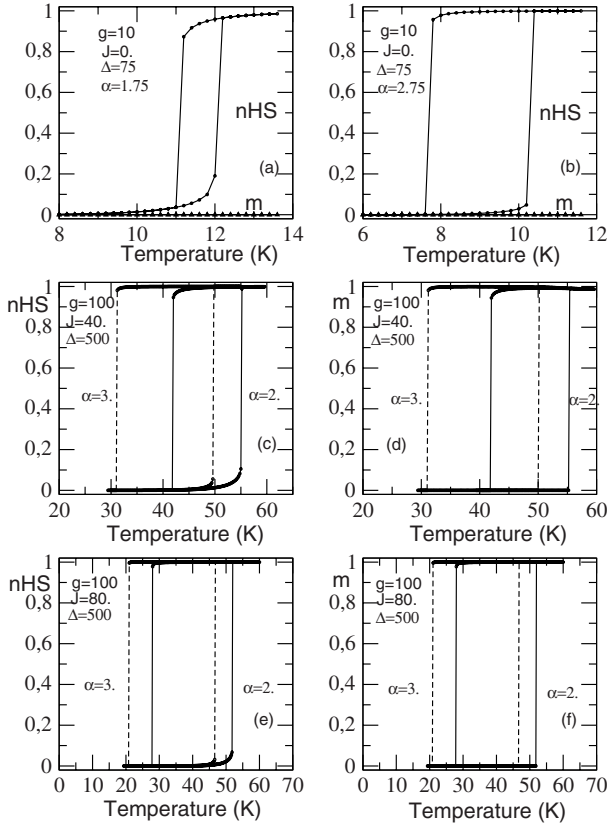 1
0,8
0,6
0,4
0,2
0
g=10
J=0.
Δ=75
α=1.75
nHS
(a)
m
8 10 12 14
Temperature (K)
1
0,8
0,6
0,4
0,2
0
g=10
J=0.
Δ=75
α=2.75
nHS
(b)
m
6 8 10 12
Temperature (K)
1
nHS
0,8
0,6
0,4
0,2
0
g=100
J=40.
Δ=500
α=3.
α=2.
(c)
20 30 40 50 60
Temperature (K)
1
m
0,8
0,6
0,4
0,2
0
g=100
J=40.
Δ=500
α=3.
α=2.
(d)
20 30 40 50 60
Temperature (K)
1
nHS
0,8
0,6
0,4
0,2
0
g=100
J=80.
Δ=500
α=3.
α=2.
(e)
0 10 20 30 40 50 60 70
Temperature (K)
1
m
0,8
0,6
0,4
0,2
0
g=100
J=80.
Δ=500
α=3.
α=2.
(f)
0 10 20 30 40 50 60 70
Temperature (K)